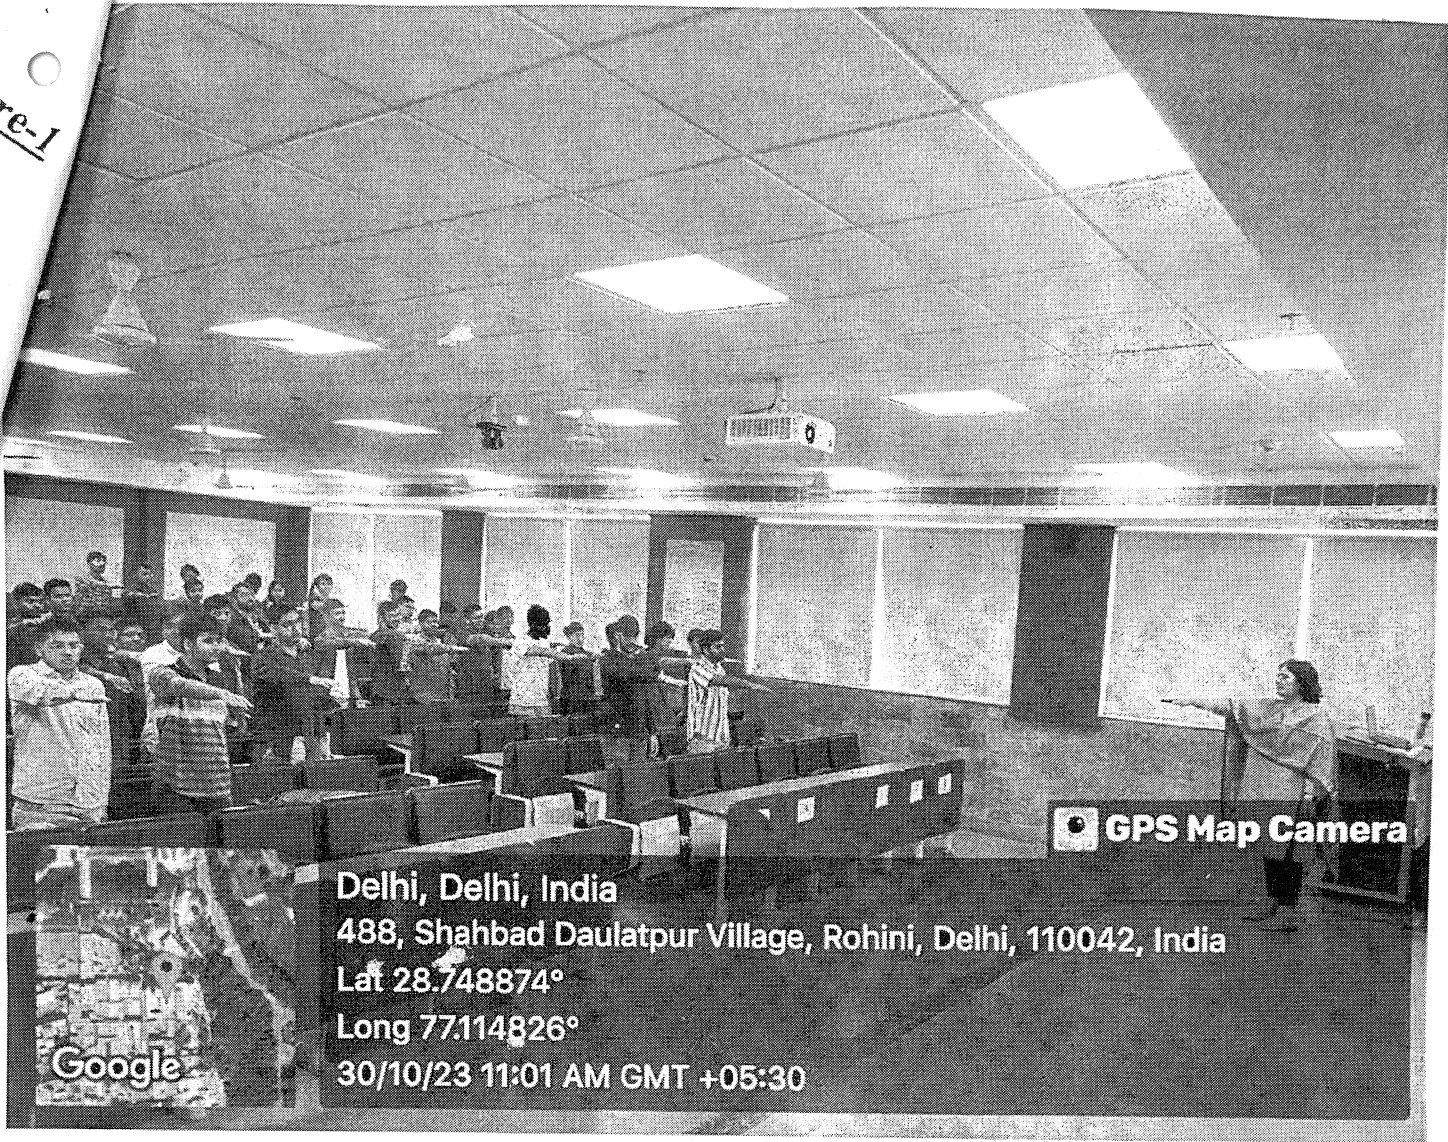 re-1
GPS Map Camera
Delhi, Delhi, India
488, Shahbad Daulatpur Village, Rohini, Delhi, 110042, India
Lat 28.748874°
Long 77.114826°
30/10/23 11:01 AM GMT +05:30
Google